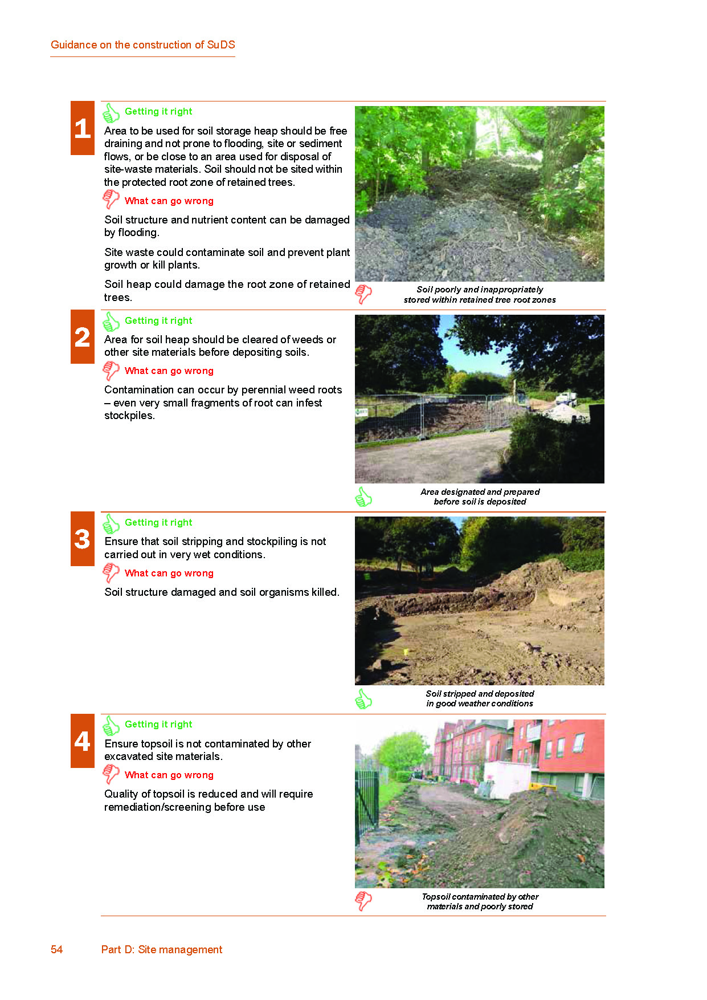 Guidance on the construction of SuDS
1
Getting it right
Area to be used for soil storage heap should be free
draining and not prone to flooding, site or sediment
flows, or be close to an area used for disposal of
site-waste materials. Soil should not be sited within
the protected root zone of retained trees.
What can go wrong
Soil structure and nutrient content can be damaged
by flooding.
Site waste could contaminate soil and prevent plant
growth or kill plants.
Soil heap could damage the root zone of retained
trees.
Soil poorly and inappropriately
stored within retained tree root zones
2
Getting it right
Area for soil heap should be cleared of weeds or
other site materials before depositing soils.
What can go wrong
Contamination can occur by perennial weed roots
– even very small fragments of root can infest
stockpiles.
Area designated and prepared
before soil is deposited
3
Getting it right
Ensure that soil stripping and stockpiling is not
carried out in very wet conditions.
What can go wrong
Soil structure damaged and soil organisms killed.
Soil stripped and deposited
in good weather conditions
4
Getting it right
Ensure topsoil is not contaminated by other
excavated site materials.
What can go wrong
Quality of topsoil is reduced and will require
remediation/screening before use
Topsoil contaminated by other
materials and poorly stored
54
Part D: Site management